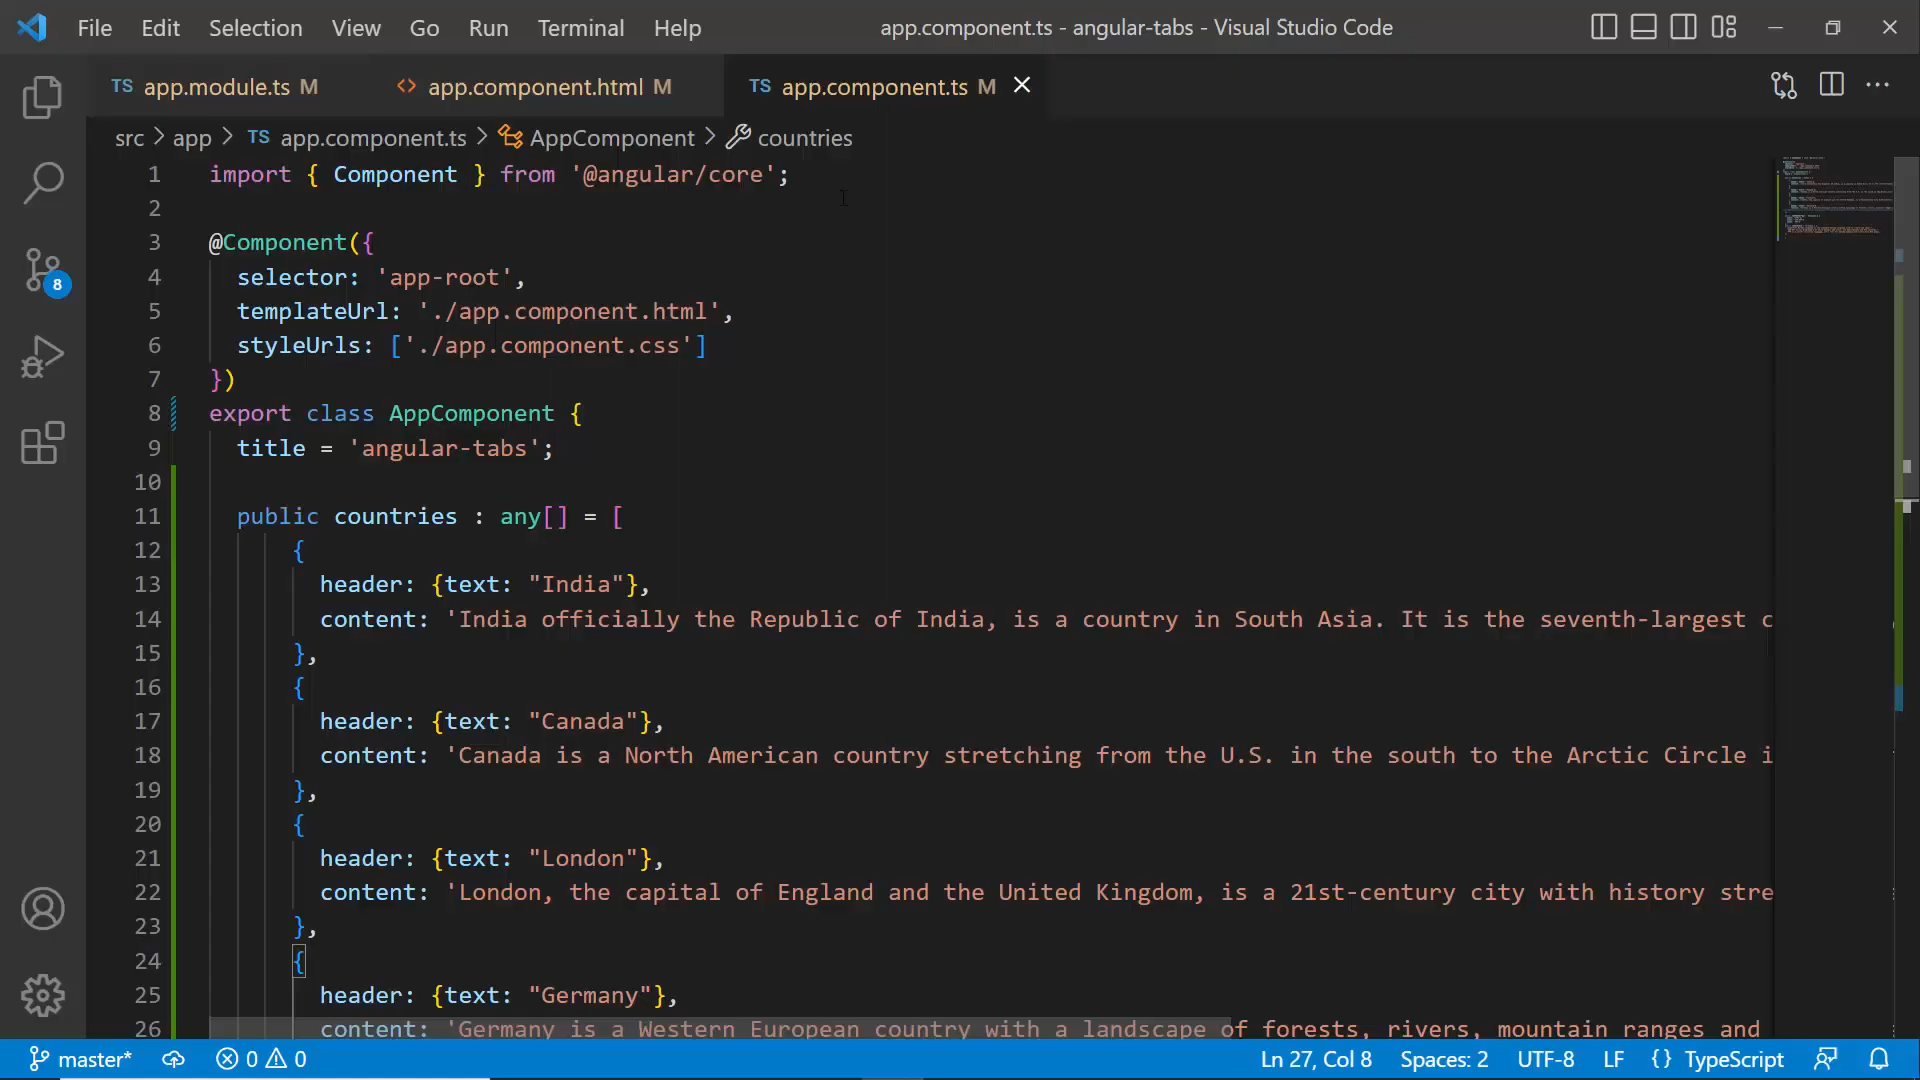 File Edit Selection View Go Run Terminal Help app.component.ts - angular-tabs - Visual Studio Code
TS app.module.ts M <> app.component.html M TS app.component.ts M
src > app > TS app.component.ts > AppComponent > countries
1 import { Component } from '@angular/core';
2
3 @Component({
4 selector: 'app-root',
5 templateUrl: './app.component.html',
6 styleUrls: ['./app.component.css']
7 })
8 export class AppComponent {
9 title = 'angular-tabs';
10
11 public countries : any[] = [
12 {
13 header: {text: "India"},
14 content: 'India officially the Republic of India, is a country in South Asia. It is the seventh-largest c
15 },
16 {
17 header: {text: "Canada"},
18 content: 'Canada is a North American country stretching from the U.S. in the south to the Arctic Circle i
19 },
20 {
21 header: {text: "London"},
22 content: 'London, the capital of England and the United Kingdom, is a 21st-century city with history stre
23 },
24 {
25 header: {text: "Germany"},
26 content: 'Germany is a Western European country with a landscape of forests, rivers, mountain ranges and
8
master* 0 0 Ln 27, Col 8 Spaces: 2 UTF-8 LF {} TypeScript